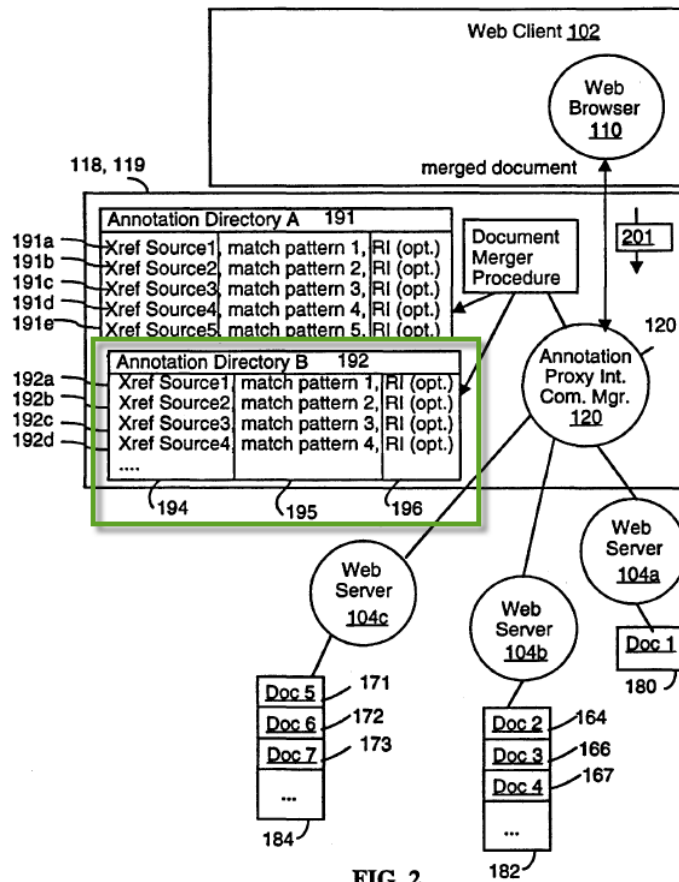 Web Client 102
Web
Browser
110
118, 119
merged document
Annotation Directory A 191
191a Xref Source1, match pattern 1, RI (opt.)
191b Xref Source2, match pattern 2, RI (opt.)
191c Xref Source3, match pattern 3, RI (opt.)
191d Xref Source4, match pattern 4, RI (opt.)
191e Xref Source5, match pattern 5, RI (opt.)
Document
Merger
Procedure
201
Annotation Directory B 192
192a Xref Source1, match pattern 1, RI (opt.)
192b Xref Source2, match pattern 2, RI (opt.)
192c Xref Source3, match pattern 3, RI (opt.)
192d Xref Source4, match pattern 4, RI (opt.)
....
194 195 196
120
Annotation
Proxy Int.
Com. Mgr.
120
Web
Server
104c
Web
Server
104b
Web
Server
104a
Doc 1
180
Doc 5 171
Doc 6 172
Doc 7 173
...
184
Doc 2 164
Doc 3 166
Doc 4 167
...
182
FIG. 2